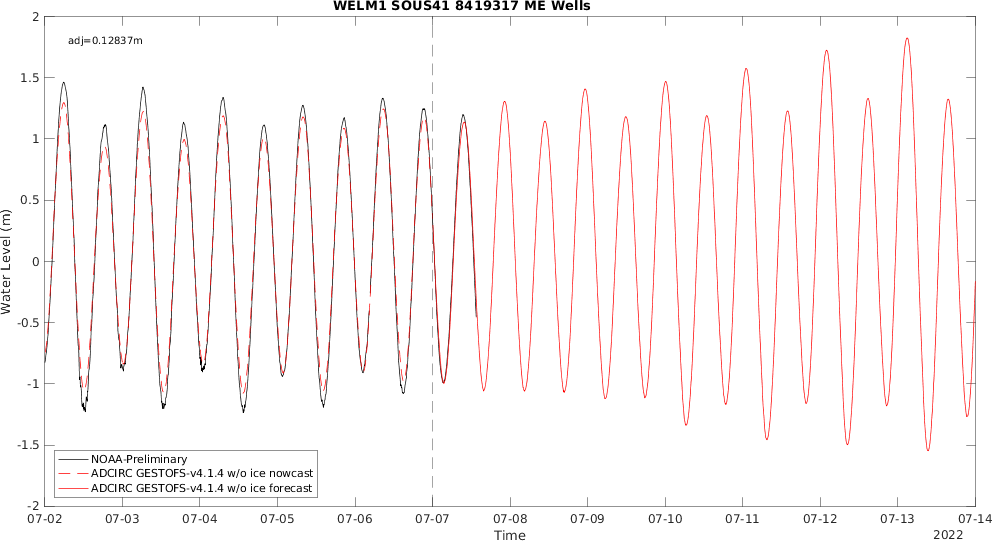 WELM1 SOUS41 8419317 ME Wells
adj=0.12837m
2
1.5
1
0.5
0
-0.5
-1
-1.5
-2
Water Level (m)
NOAA-Preliminary
ADCIRC GESTOFS-v4.1.4 w/o ice nowcast
ADCIRC GESTOFS-v4.1.4 w/o ice forecast
07-02 07-03 07-04 07-05 07-06 07-07 07-08 07-09 07-10 07-11 07-12 07-13 07-14
Time
2022